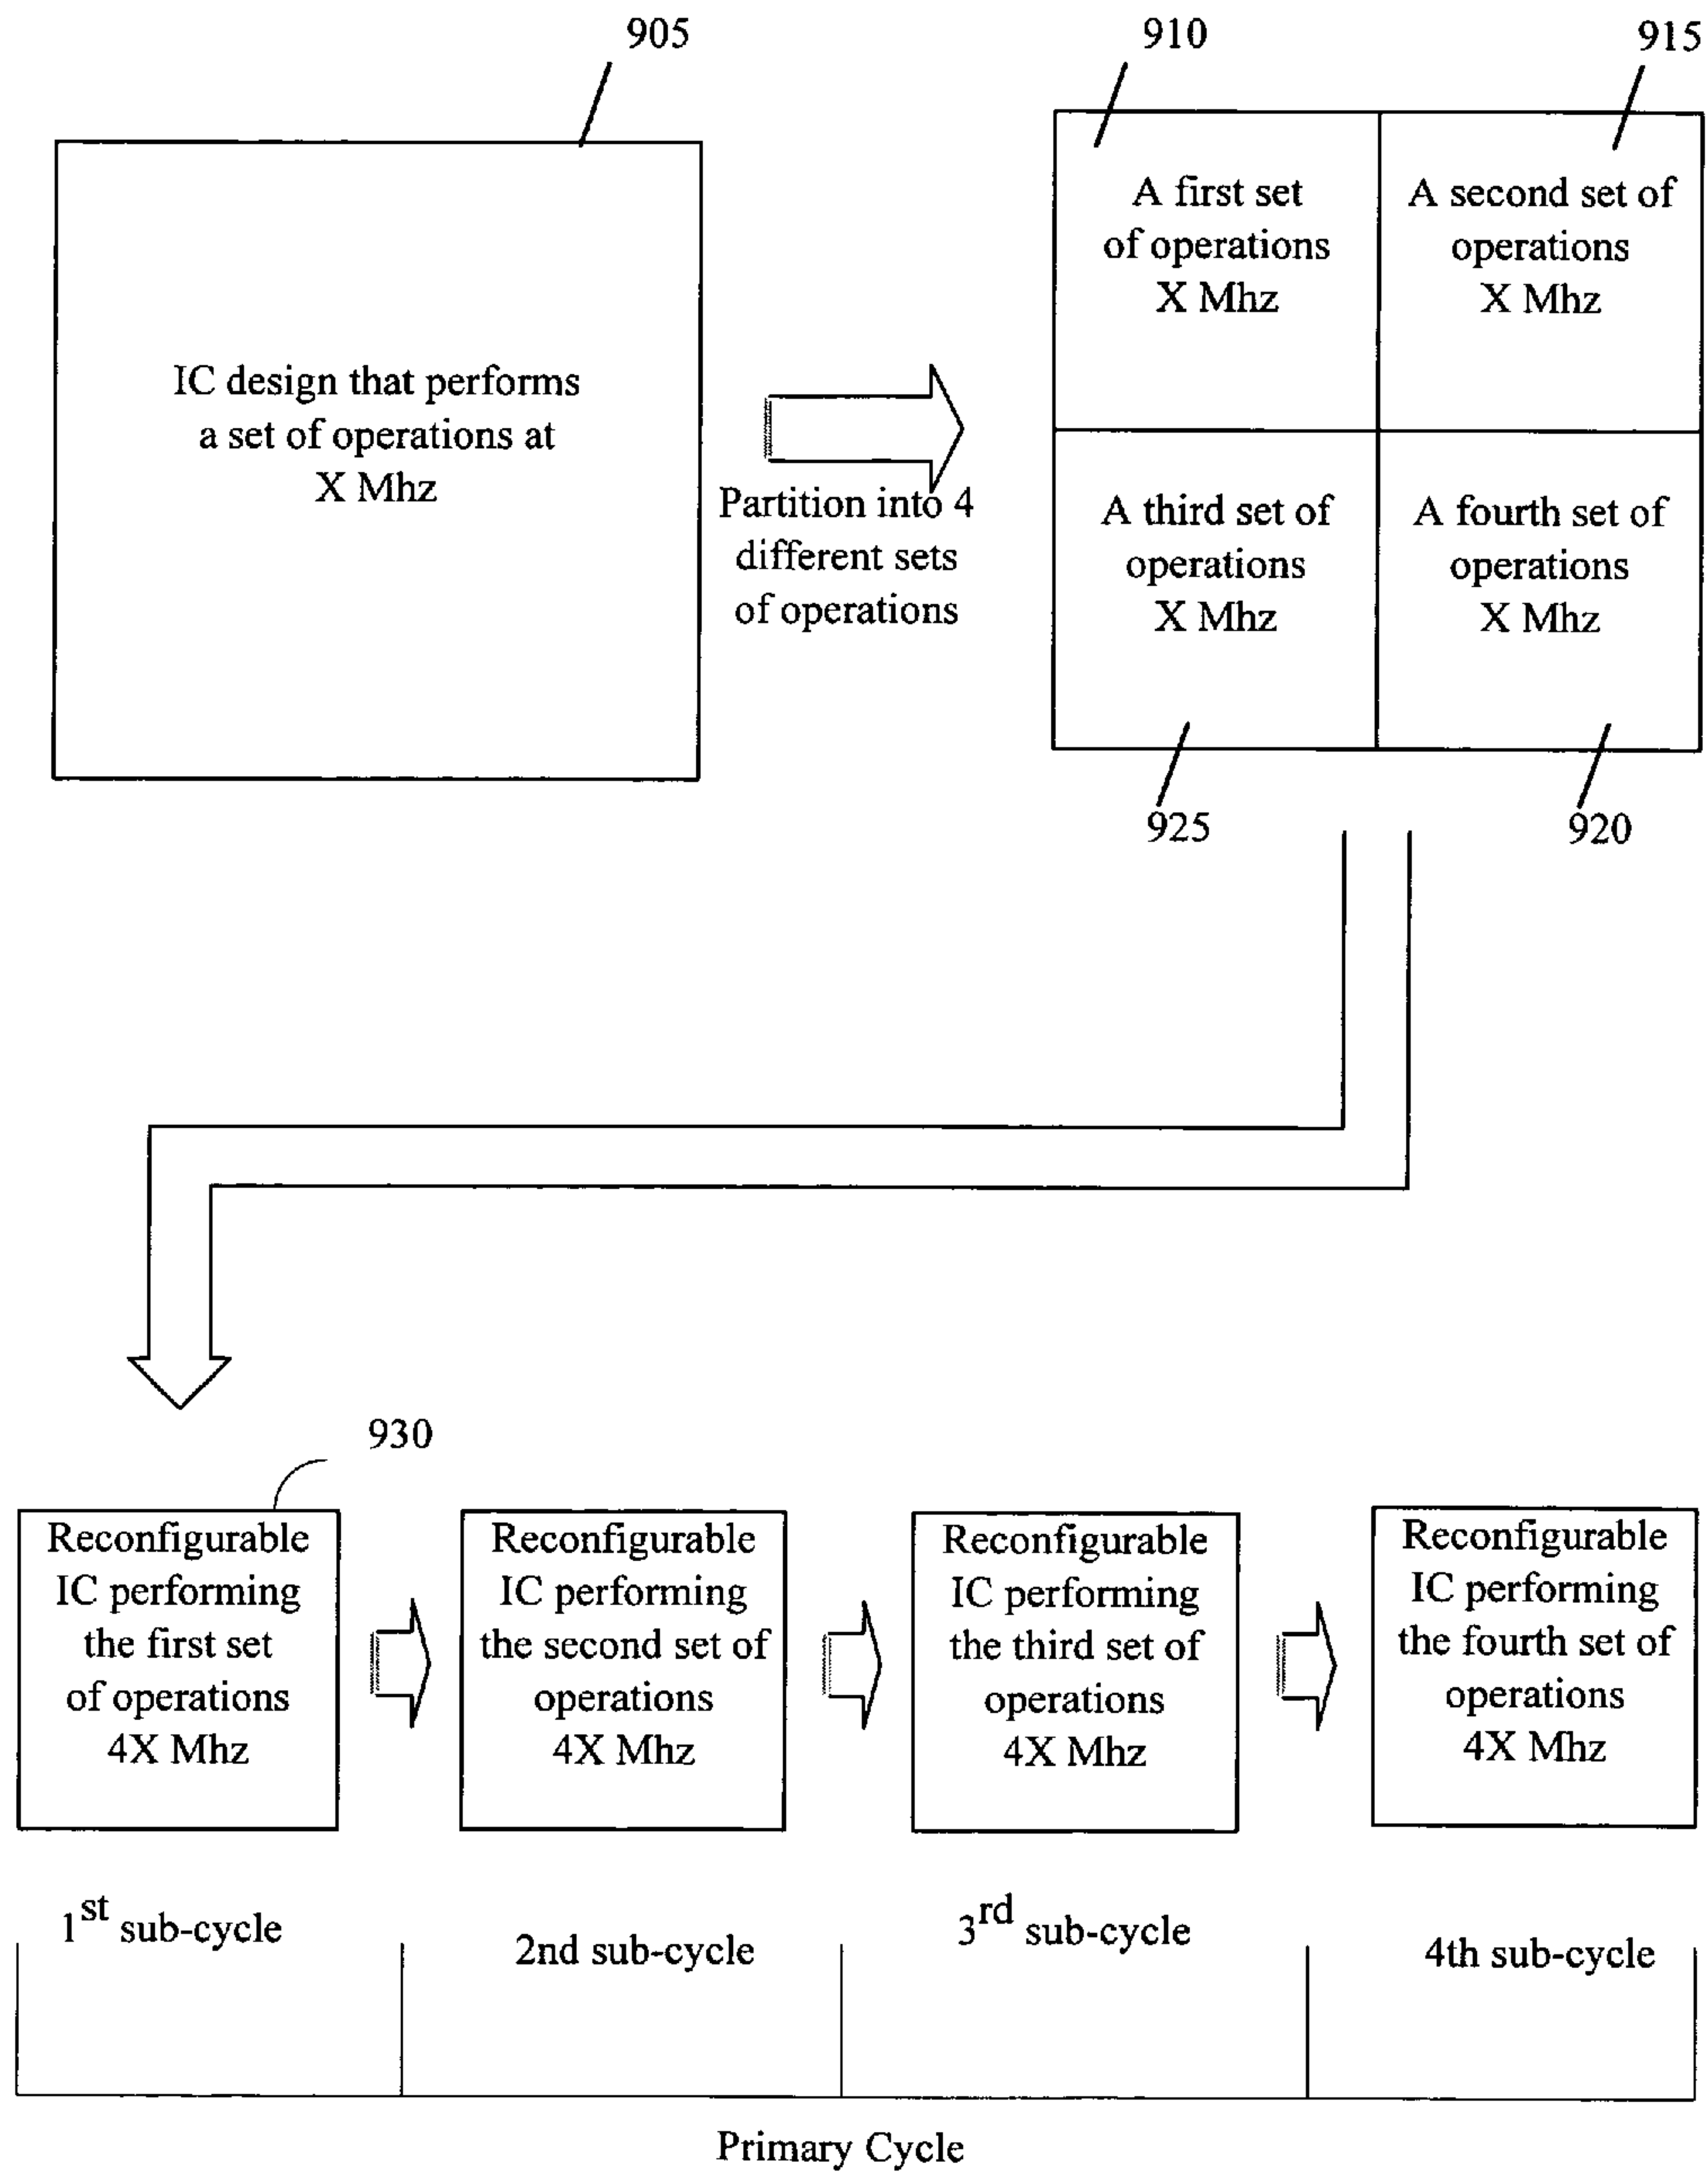 905
910
915
IC design that performs
a set of operations at
X Mhz
Partition into 4
different sets
of operations
A first set
of operations
X Mhz
A second set of
operations
X Mhz
A third set of
operations
X Mhz
A fourth set of
operations
X Mhz
925
920
930
Reconfigurable
IC performing
the first set
of operations
4X Mhz
Reconfigurable
IC performing
the second set of
operations
4X Mhz
Reconfigurable
IC performing
the third set of
operations
4X Mhz
Reconfigurable
IC performing
the fourth set of
operations
4X Mhz
1st sub-cycle
2nd sub-cycle
3rd sub-cycle
4th sub-cycle
Primary Cycle